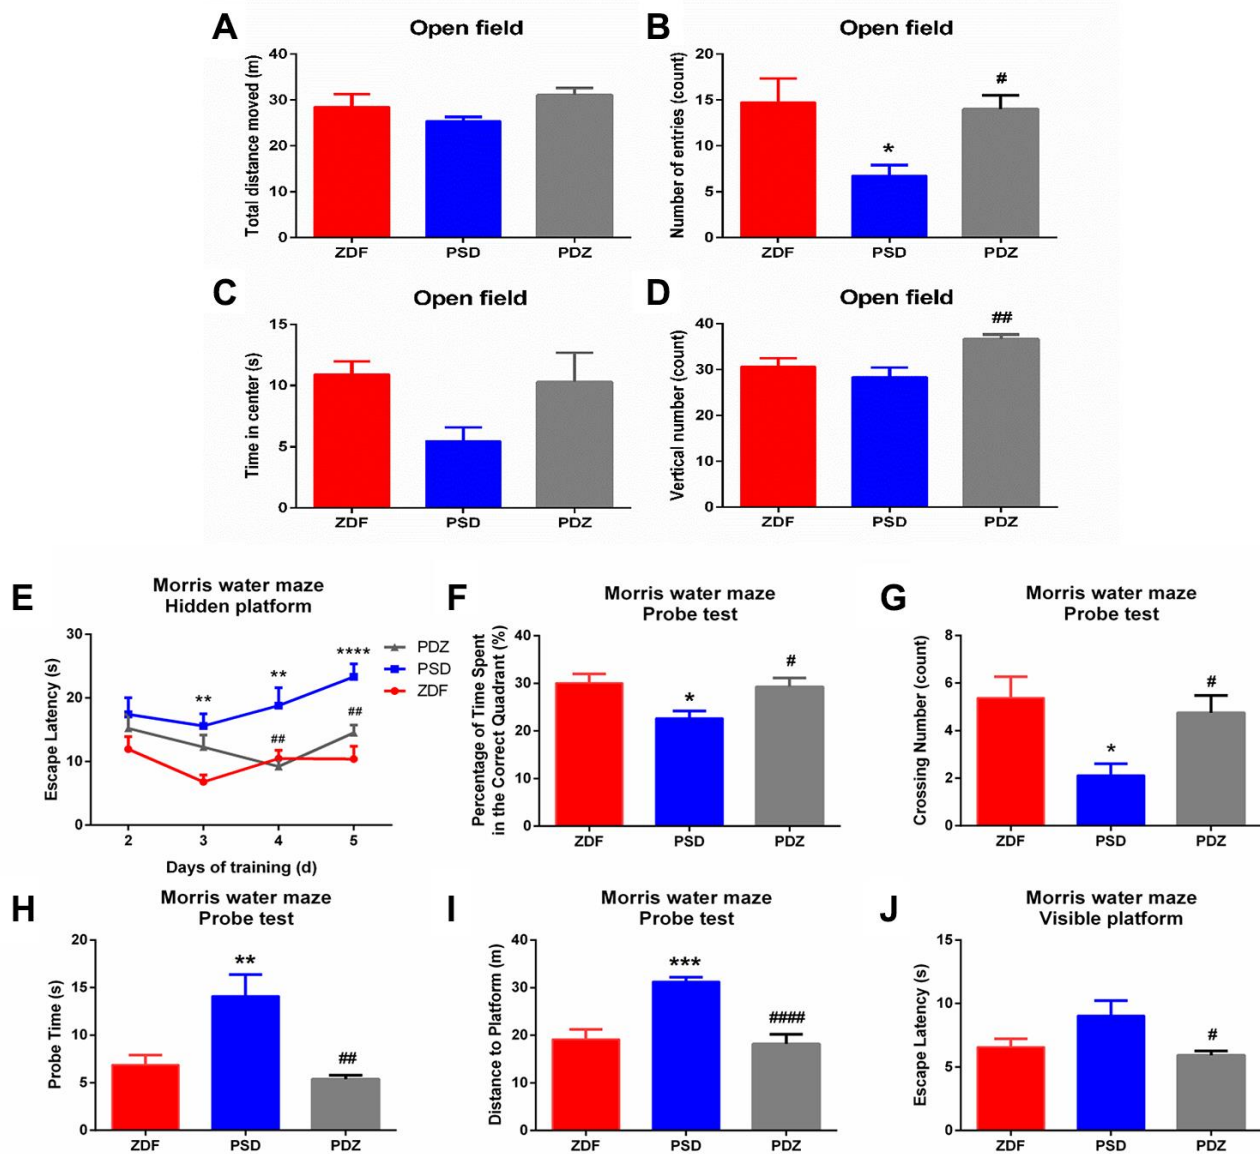 A
Open field
Total distance moved (m)
40
30
20
10
0
ZDF PSD PDZ
B
Open field
Number of entries (count)
20
15
10
5
0
*
#
ZDF PSD PDZ
C
Open field
Time in center (s)
15
10
5
0
ZDF PSD PDZ
D
Open field
Vertical number (count)
40
30
20
10
0
##
ZDF PSD PDZ
E
Morris water maze
Hidden platform
Escape Latency (s)
30
20
10
0
**
**
****
##
##
PDZ
PSD
ZDF
2 3 4 5
Days of training (d)
F
Morris water maze
Probe test
Percentage of Time Spent
in the Correct Quadrant (%)
40
30
20
10
0
*
#
ZDF PSD PDZ
G
Morris water maze
Probe test
Crossing Number (count)
8
6
4
2
0
*
#
ZDF PSD PDZ
H
Morris water maze
Probe test
Probe Time (s)
20
15
10
5
0
**
##
ZDF PSD PDZ
I
Morris water maze
Probe test
Distance to Platform (m)
40
30
20
10
0
***
####
ZDF PSD PDZ
J
Morris water maze
Visible platform
Escape Latency (s)
15
10
5
0
#
ZDF PSD PDZ